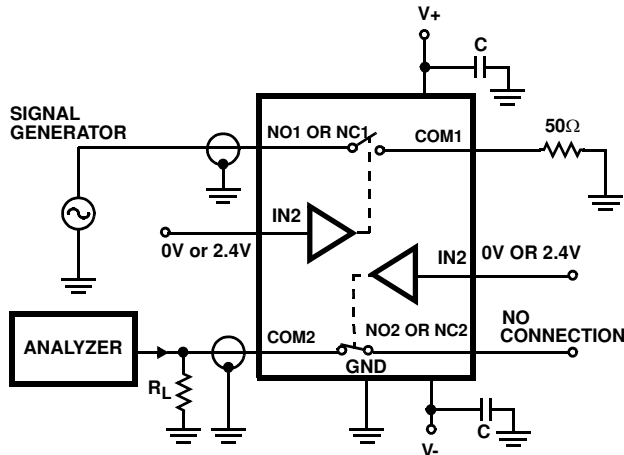 V+
C
SIGNAL
GENERATOR
NO1 OR NC1
COM1
50Ω
IN2
0V or 2.4V
IN2
0V OR 2.4V
ANALYZER
COM2
NO2 OR NC2
NO
CONNECTION
GND
RL
C
V-